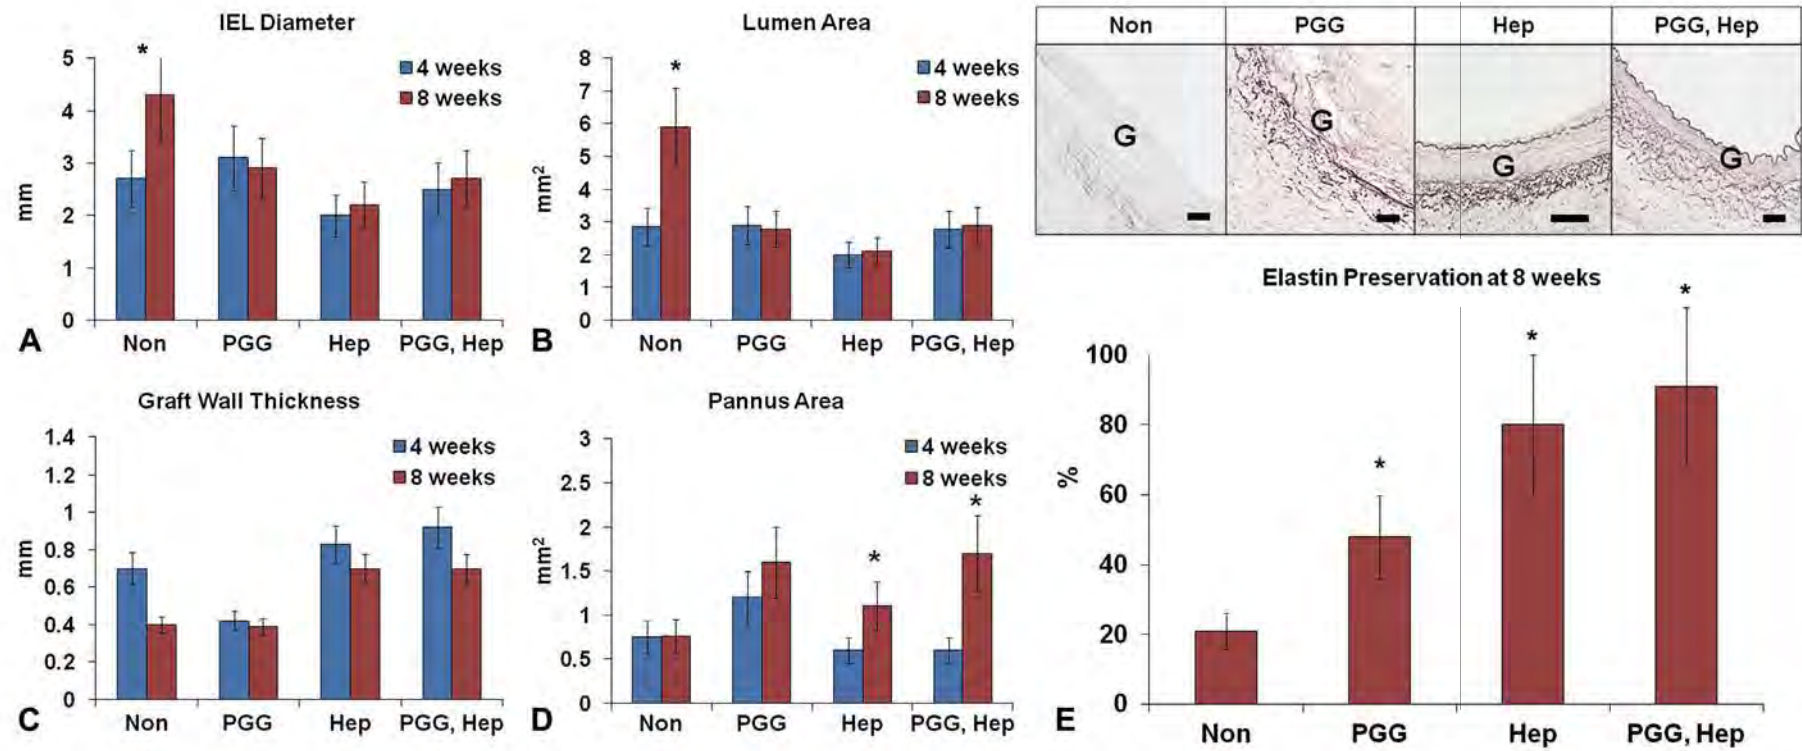 IEL Diameter
*
5
4
3
2
1
0
mm
4 weeks
8 weeks
Non PGG Hep PGG, Hep
A
Lumen Area
*
8
7
6
5
4
3
2
1
0
mm2
4 weeks
8 weeks
Non PGG Hep PGG, Hep
B
Non PGG Hep PGG, Hep
G G G G
Graft Wall Thickness
1.4
1.2
1
0.8
0.6
0.4
0.2
0
mm
4 weeks
8 weeks
Non PGG Hep PGG, Hep
C
Pannus Area
3
2.5
2
1.5
1
0.5
0
mm2
4 weeks
8 weeks
* *
Non PGG Hep PGG, Hep
D
Elastin Preservation at 8 weeks
100
80
60
40
20
0
%
* * *
Non PGG Hep PGG, Hep
E